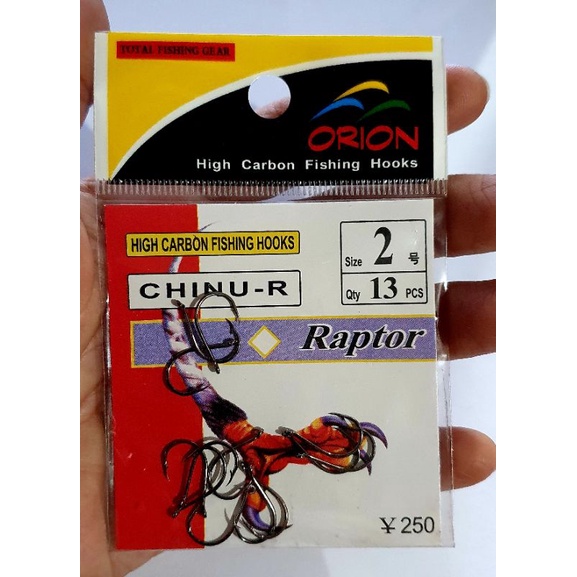 TOTAL FISHING GEAR
ORION
High Carbon Fishing Hooks
HIGH CARBON FISHING HOOKS
Size 2 号
CHINU-R
Qty 13 PCS
Raptor
¥250